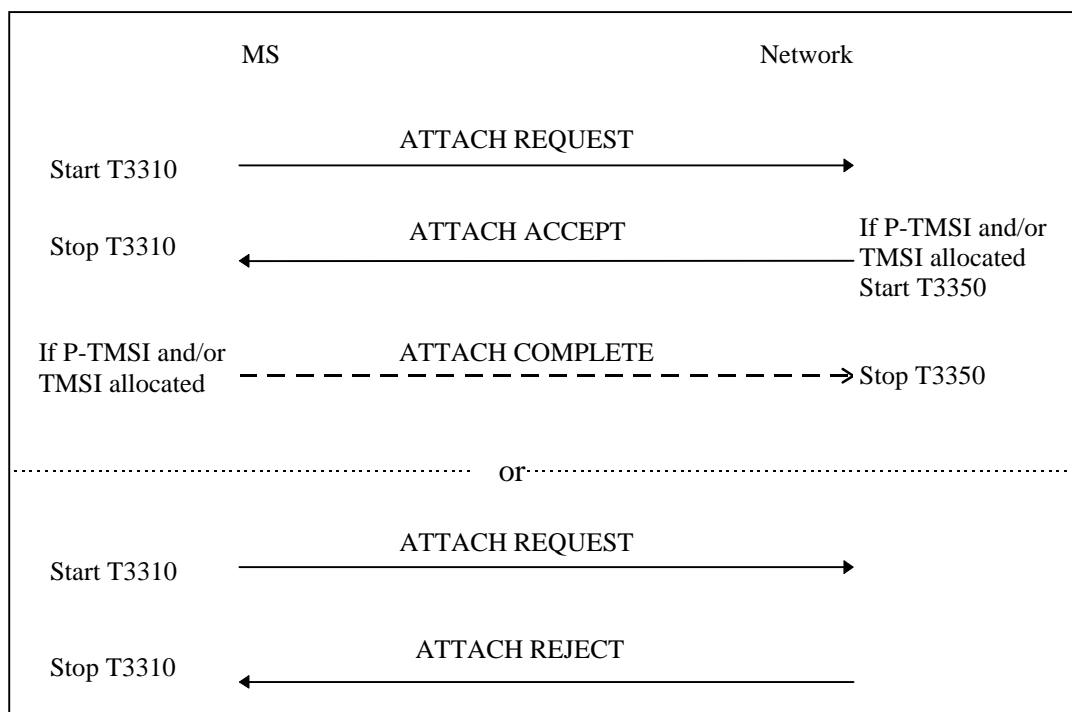 MS
Network
ATTACH REQUEST
Start T3310
ATTACH ACCEPT
Stop T3310
If P-TMSI and/or
TMSI allocated
Start T3350
If P-TMSI and/or
TMSI allocated
ATTACH COMPLETE
Stop T3350
or
ATTACH REQUEST
Start T3310
ATTACH REJECT
Stop T3310